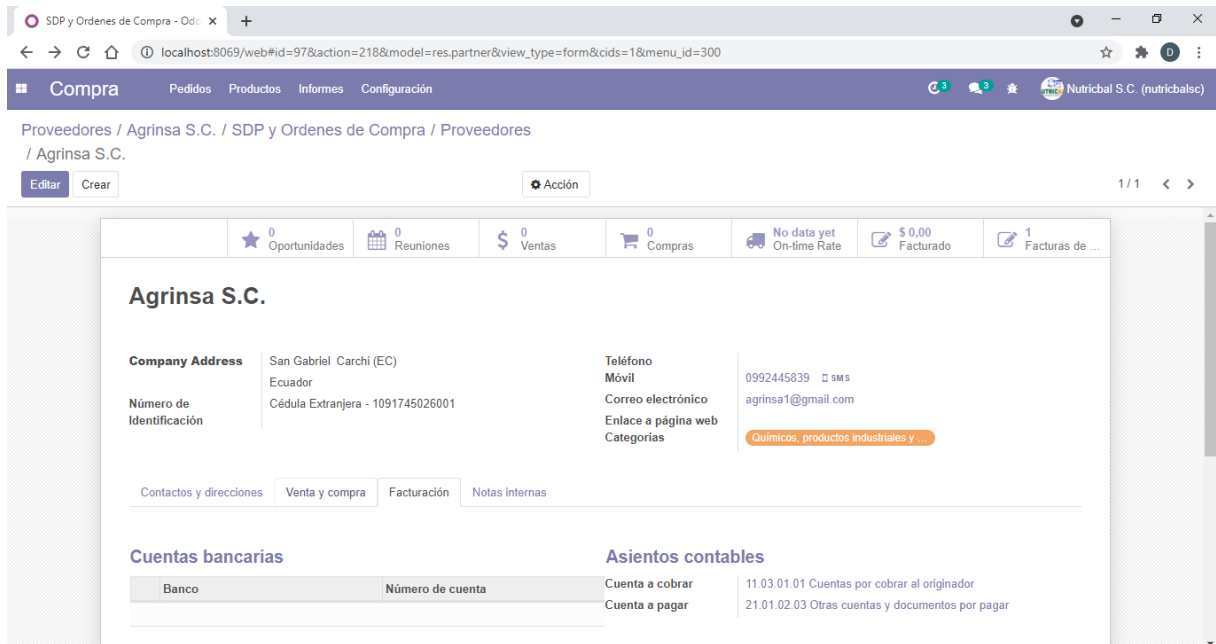 SDP y Ordenes de Compra - Odo
localhost:8069/web#id=97&action=218&model=res.partner&view_type=form&cids=1&menu_id=300
D
Compra Pedidos Productos Informes Configuración 3 3 Nutricbal S.C. (nutricbalsc)
Proveedores / Agrinsa S.C. / SDP y Ordenes de Compra / Proveedores
/ Agrinsa S.C.
Editar Crear Acción 1 / 1
0 Oportunidades
0 Reuniones
0 Ventas
0 Compras
No data yet On-time Rate
$ 0,00 Facturado
1 Facturas de ...
Agrinsa S.C.
Company Address San Gabriel Carchi (EC)
Ecuador
Número de Identificación Cédula Extranjera - 1091745026001
Teléfono
Móvil 0992445839 SMS
Correo electrónico agrinsa1@gmail.com
Enlace a página web
Categorías Químicos, productos industriales y ...
Contactos y direcciones Venta y compra Facturación Notas internas
Cuentas bancarias
Banco Número de cuenta
Asientos contables
Cuenta a cobrar 11.03.01.01 Cuentas por cobrar al originador
Cuenta a pagar 21.01.02.03 Otras cuentas y documentos por pagar